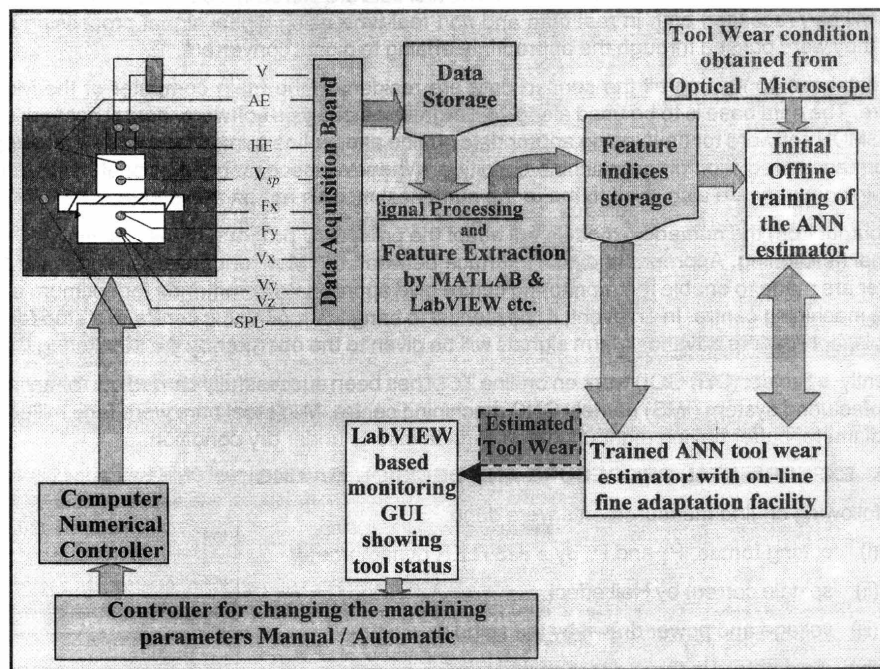 V
AE
HE
Vsp
Fx
Fy
Vx
Vy
Vz
SPL
Data Acquisition Board
Data
Storage
ignal Processing
and
Feature Extraction
by MATLAB &
LabVIEW etc.
Feature
indices
storage
Tool Wear condition
obtained from
Optical Microscope
Initial
Offline
training of
the ANN
estimator
Trained ANN tool wear
estimator with on-line
fine adaptation facility
Estimated
Tool Wear
LabVIEW
based
monitoring
GUI
showing
tool status
Computer
Numerical
Controller
Controller for changing the machining
parameters Manual / Automatic